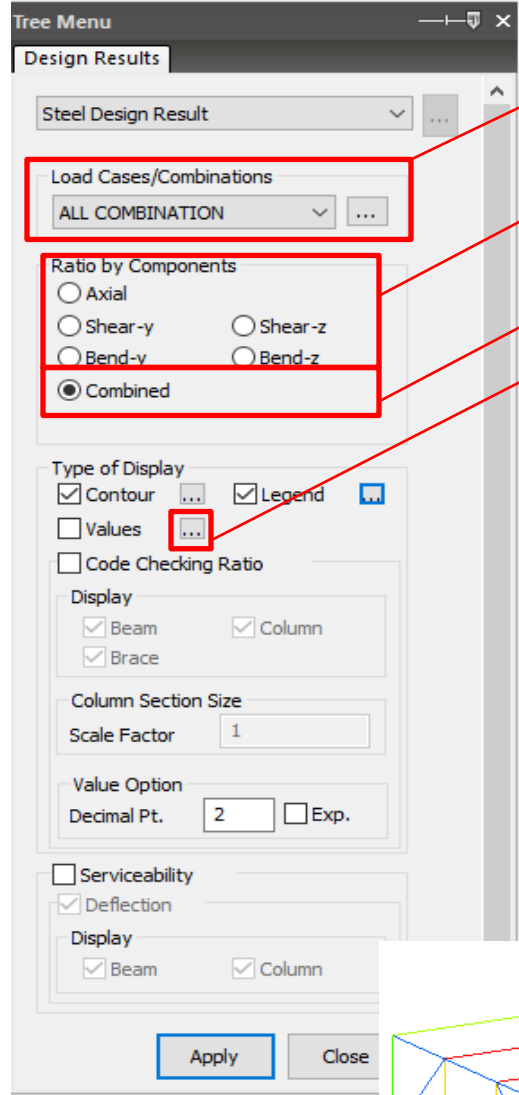 Tree Menu
Design Results
Steel Design Result ...
Load Cases/Combinations
ALL COMBINATION ...
Ratio by Components
Axial
Shear-y Shear-z
Bend-y Bend-z
Combined
Type of Display
Contour ... Legend ...
Values ...
Code Checking Ratio
Display
Beam Column
Brace
Column Section Size
Scale Factor 1
Value Option
Decimal Pt. 2 Exp.
Serviceability
Deflection
Display
Beam Column
Apply Close